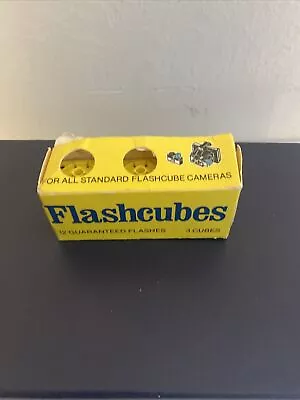 FOR ALL STANDARD FLASHCUBE CAMERAS
Flashcubes
12 GUARANTEED FLASHES 3 CUBES